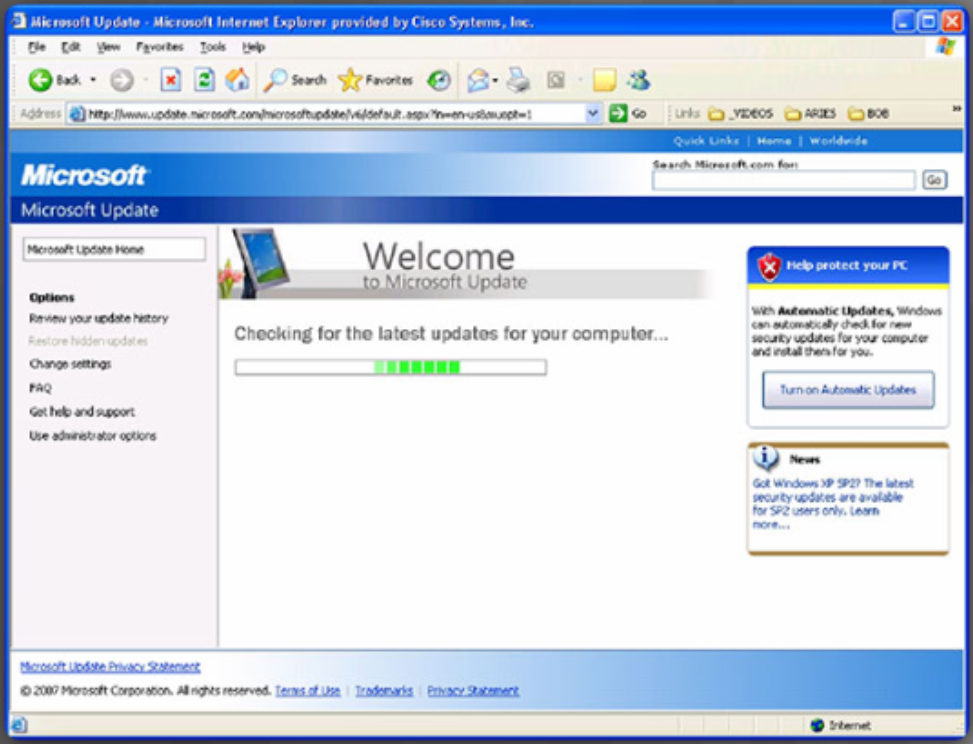 Microsoft Update - Microsoft Internet Explorer provided by Cisco Systems, Inc.
File Edit View Favorites Tools Help
Back Search Favorites
Address http://www.update.microsoft.com/microsoftupdate/v6/default.aspx?ln=en-us&muopt=1 Go Links _VIDEOS ARIES BOB »
Quick Links | Home | Worldwide
Search Microsoft.com for:
Microsoft
Go
Microsoft Update
Microsoft Update Home
Options
Review your update history
Restore hidden updates
Change settings
FAQ
Get help and support
Use administrator options
Welcome
to Microsoft Update
Checking for the latest updates for your computer...
Help protect your PC
With Automatic Updates, Windows
can automatically check for new
security updates for your computer
and install them for you.
Turn on Automatic Updates
News
Got Windows XP SP2? The latest
security updates are available
for SP2 users only. Learn
more...
Microsoft Update Privacy Statement
© 2007 Microsoft Corporation. All rights reserved. Terms of Use | Trademarks | Privacy Statement
Internet